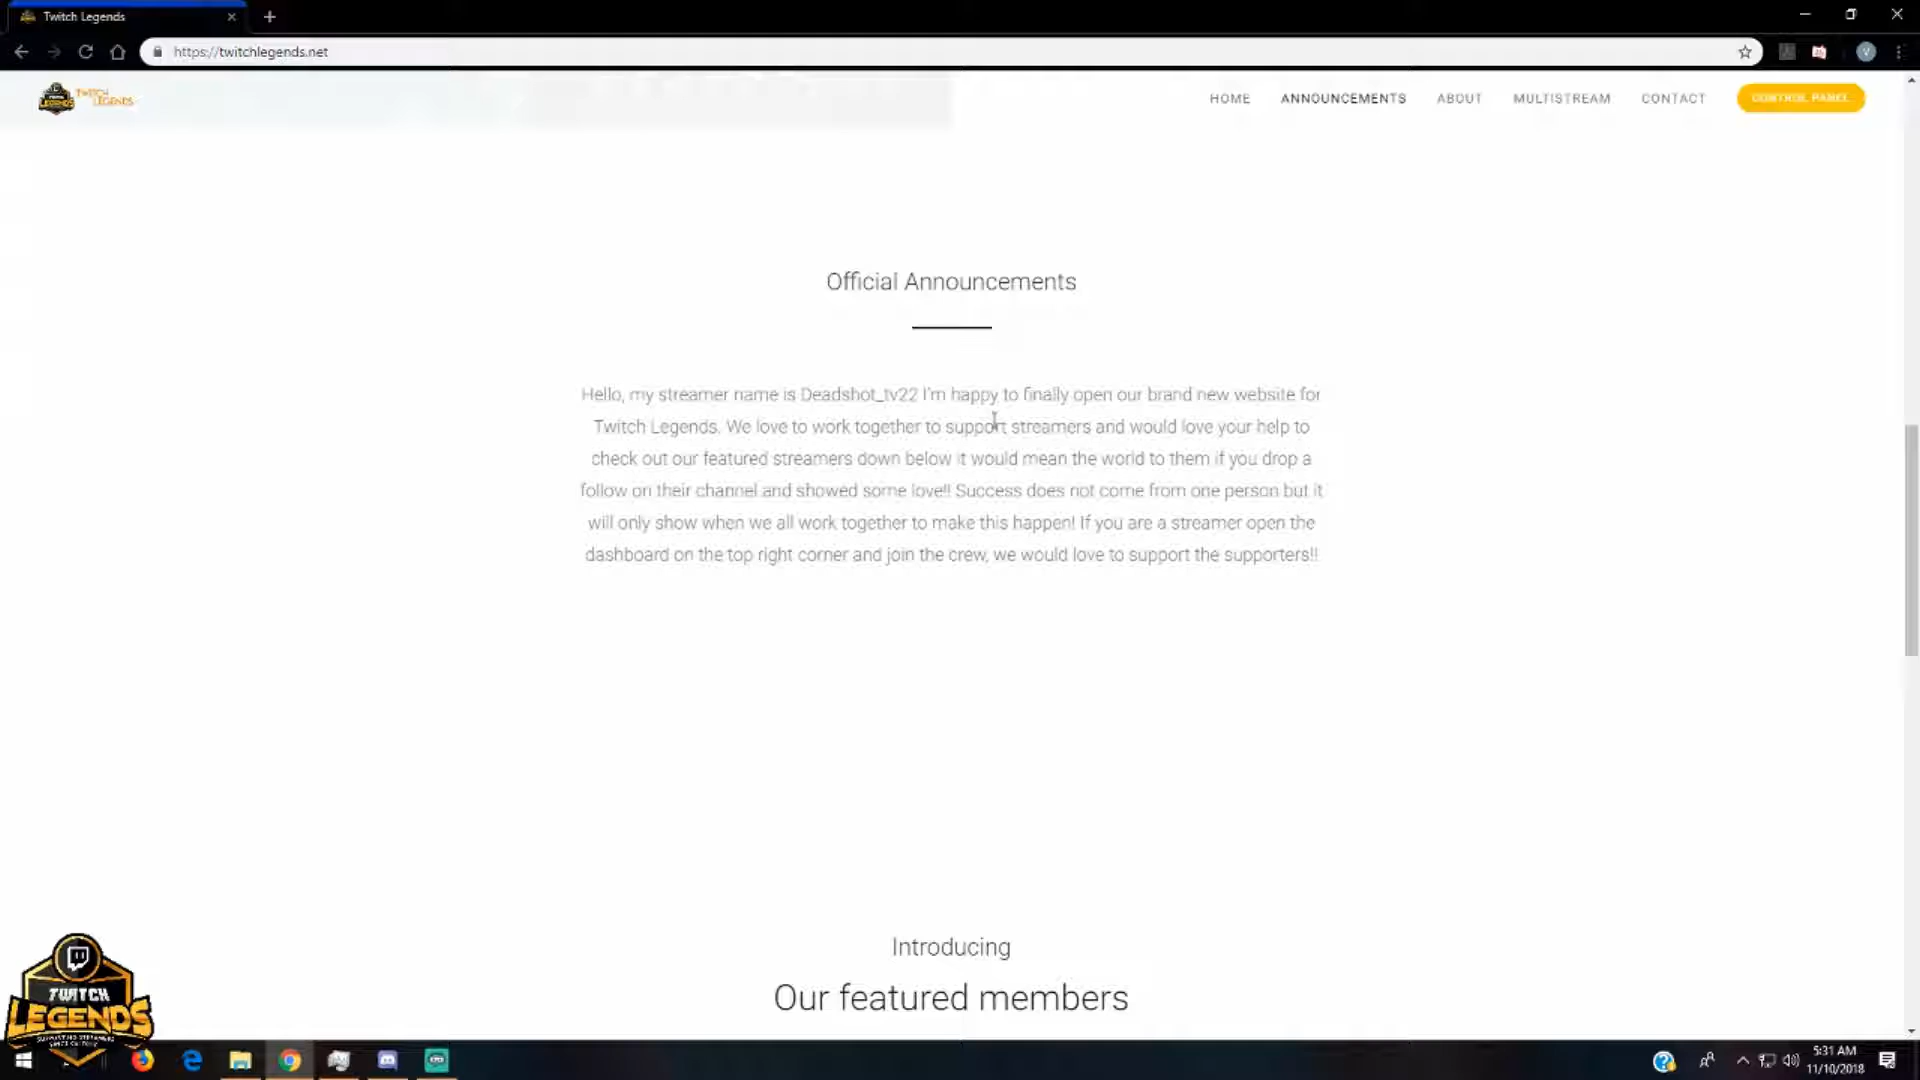 Twitch Legends
https://twitchlegends.net
TWITCH
LEGENDS
HOME
ANNOUNCEMENTS
ABOUT
MULTISTREAM
CONTACT
CONTROL PANEL
Official Announcements
Hello, my streamer name is Deadshot_tv22 I'm happy to finally open our brand new website for
Twitch Legends. We love to work together to support streamers and would love your help to
check out our featured streamers down below it would mean the world to them if you drop a
follow on their channel and showed some love!! Success does not come from one person but it
will only show when we all work together to make this happen! If you are a streamer open the
dashboard on the top right corner and join the crew, we would love to support the supporters!!
Introducing
Our featured members
TWITCH
LEGENDS
SUPPORTING STREAMERS
5:31 AM
11/10/2018